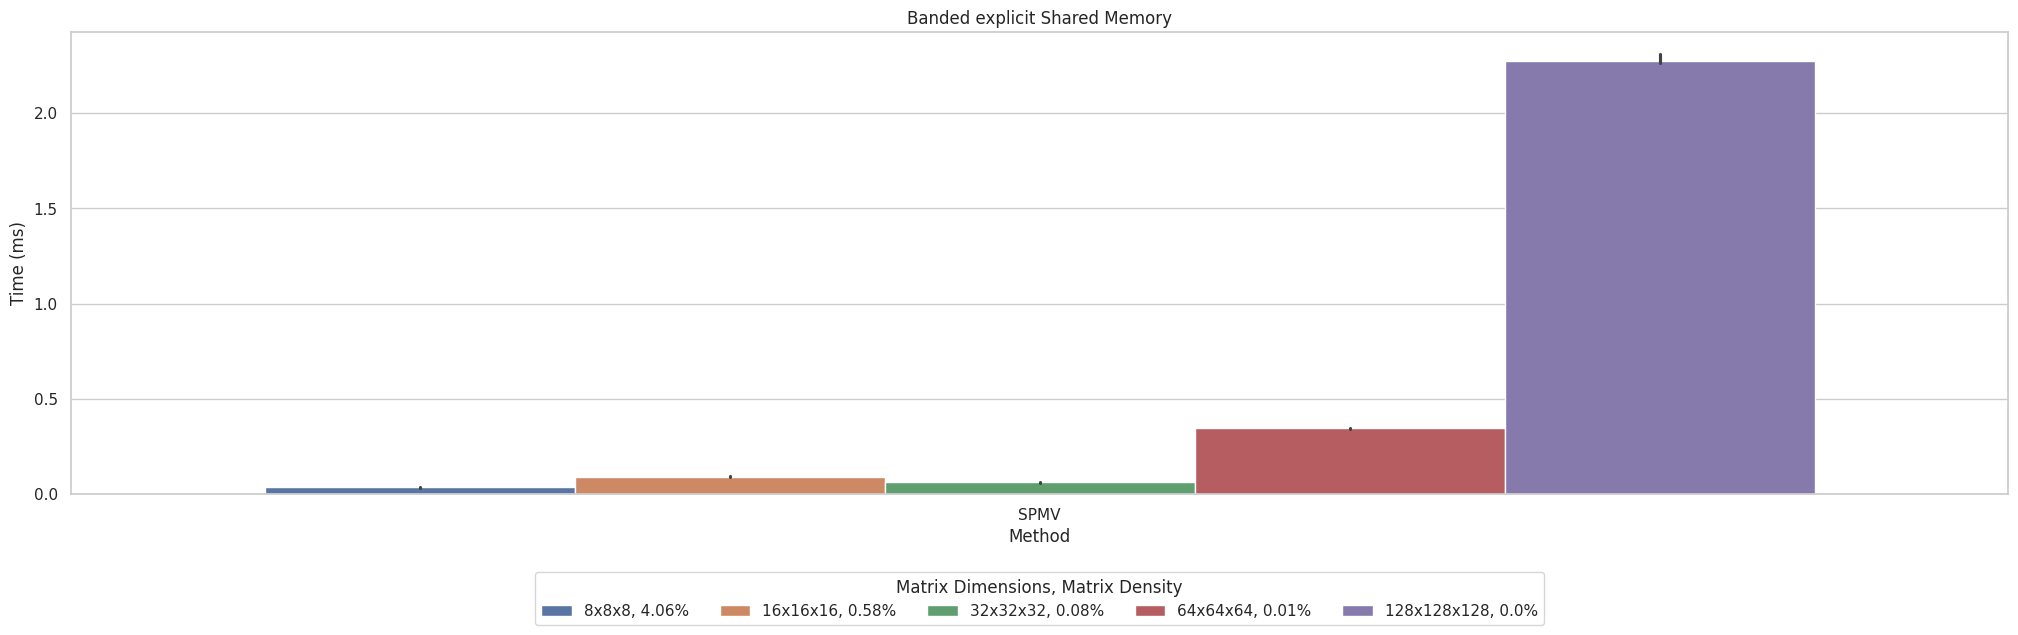 Banded explicit Shared Memory
Time (ms)
2.0
1.5
1.0
0.5
0.0
SPMV
Method
Matrix Dimensions, Matrix Density
8x8x8, 4.06% 16x16x16, 0.58% 32x32x32, 0.08% 64x64x64, 0.01% 128x128x128, 0.0%